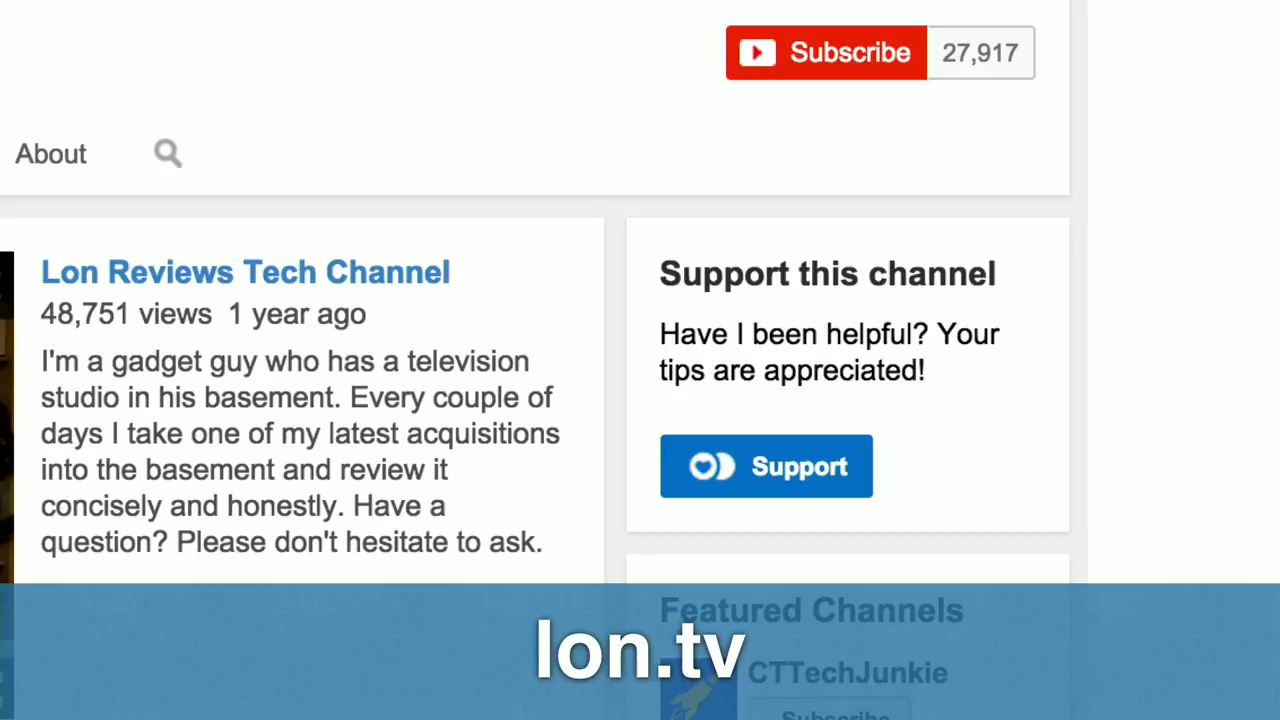 Subscribe 27,917
About
Lon Reviews Tech Channel
48,751 views 1 year ago
I'm a gadget guy who has a television
studio in his basement. Every couple of
days I take one of my latest acquisitions
into the basement and review it
concisely and honestly. Have a
question? Please don't hesitate to ask.
Support this channel
Have I been helpful? Your
tips are appreciated!
Support
Featured Channels
CTTechJunkie
Subscribe
lon.tv